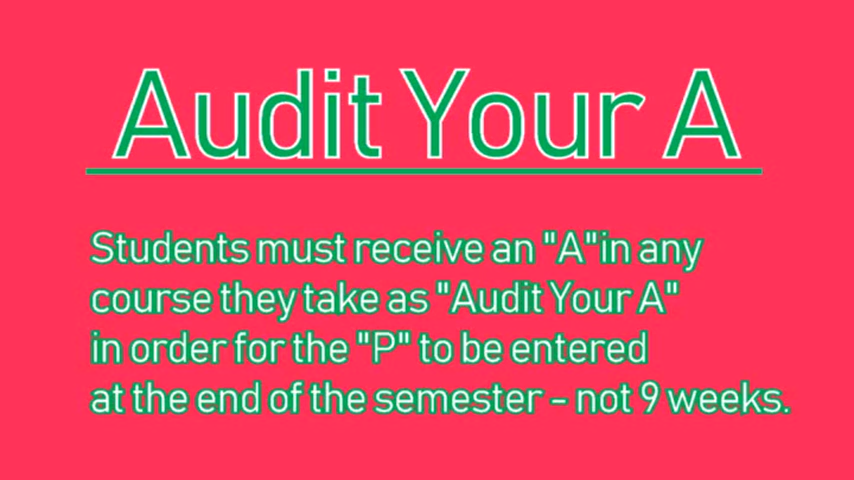 Audit Your A
Students must receive an "A"in any
course they take as "Audit Your A"
in order for the "P" to be entered
at the end of the semester - not 9 weeks.